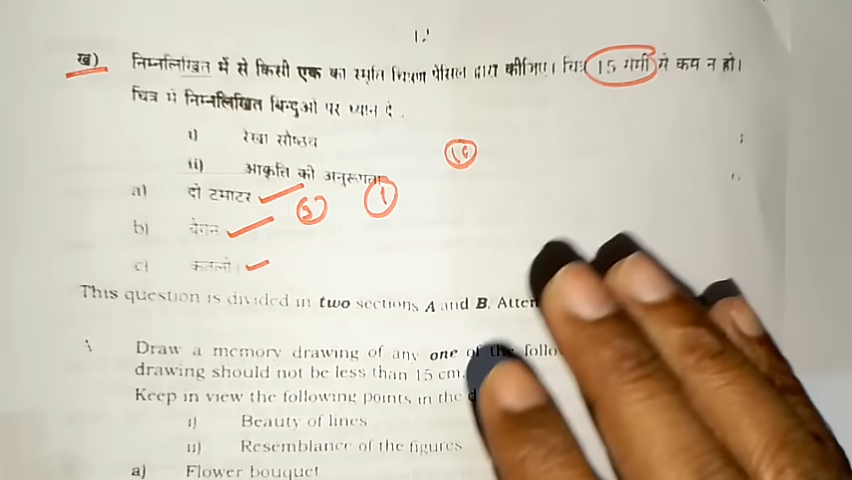 12
ख) निम्नलिखित में से किसी एक का स्मृति चित्रण पेंसिल द्वारा कीजिए। चित्र 15 सेमी से कम न हो।
चित्र में निम्नलिखित बिन्दुओं पर ध्यान दें .
i) रेखा सौष्ठव
ii) आकृति की अनुरूपता
a) दो टमाटर
b) बैगन
c)
This question is divided in two sections A and B. Atten
Draw a memory drawing of any one of the follo
drawing should not be less than 15 cm.
Keep in view the following points in the d
i) Beauty of lines
ii) Resemblance of the figures
a) Flower bouquet